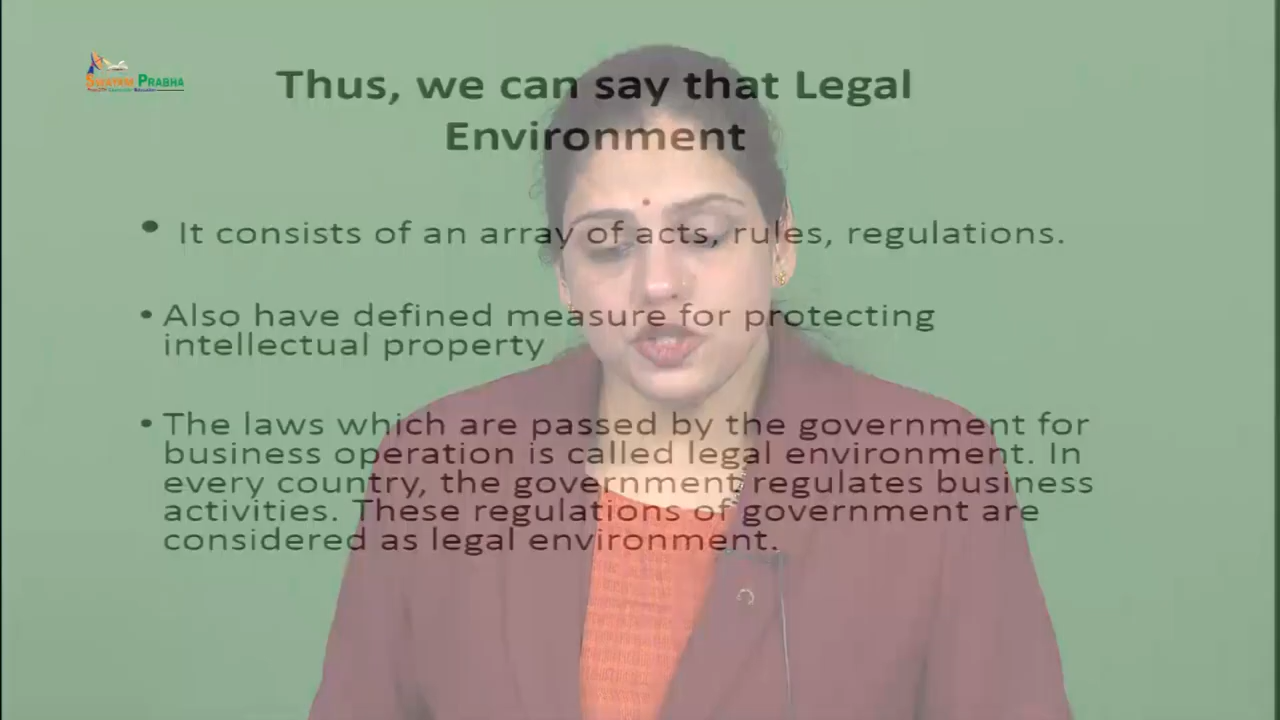 SWAYAM PRABHA
Thus, we can say that Legal
Environment
• It consists of an array of acts, rules, regulations.
• Also have defined measure for protecting
intellectual property
• The laws which are passed by the government for
business operation is called legal environment. In
every country, the government regulates business
activities. These regulations of government are
considered as legal environment.